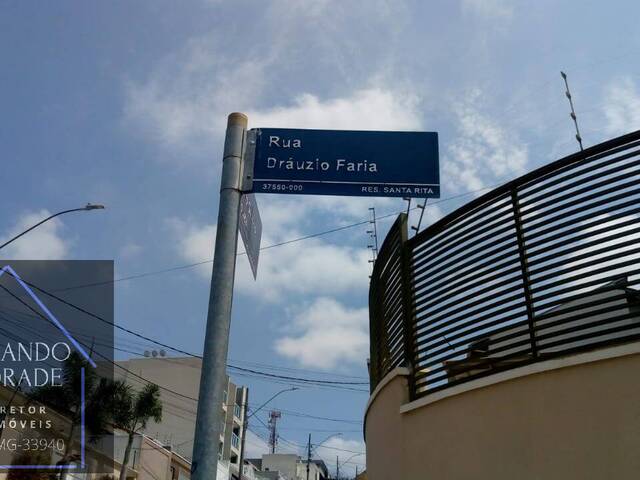 Rua
Dráuzio Faria
37550-000 RES. SANTA RITA
ANDO
RADE
RETOR
MÓVEIS
MG-33940